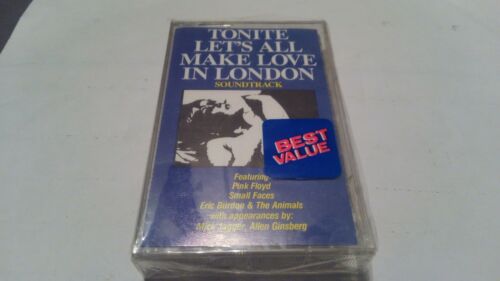 TONITE
LET'S ALL
MAKE LOVE
IN LONDON
SOUNDTRACK
BEST
VALUE
Featuring:
Pink Floyd
Small Faces
Eric Burdon & The Animals
with appearances by:
Mick Jagger, Allen Ginsberg